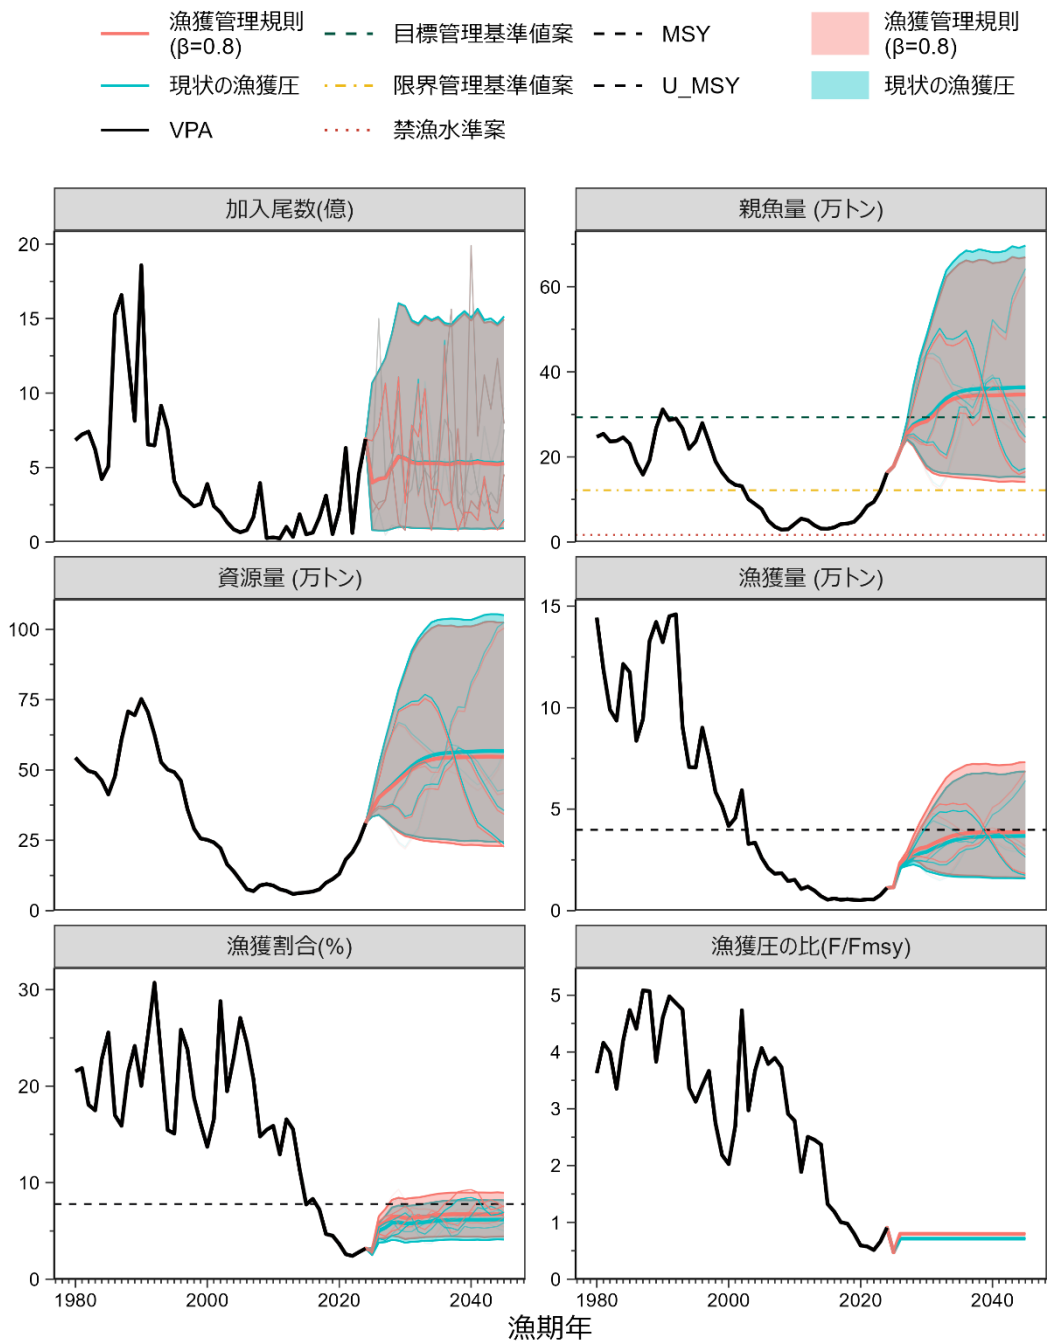 漁獲管理規則
(β=0.8)
目標管理基準値案
MSY
漁獲管理規則
(β=0.8)
現状の漁獲圧
限界管理基準値案
U_MSY
現状の漁獲圧
VPA
禁漁水準案
加入尾数(億)
20
15
10
5
0
親魚量 (万トン)
60
40
20
0
資源量 (万トン)
100
75
50
25
0
漁獲量 (万トン)
15
10
5
0
漁獲割合(%)
30
20
10
0
1980
2000
2020
2040
漁獲圧の比(F/Fmsy)
5
4
3
2
1
0
1980
2000
2020
2040
漁期年